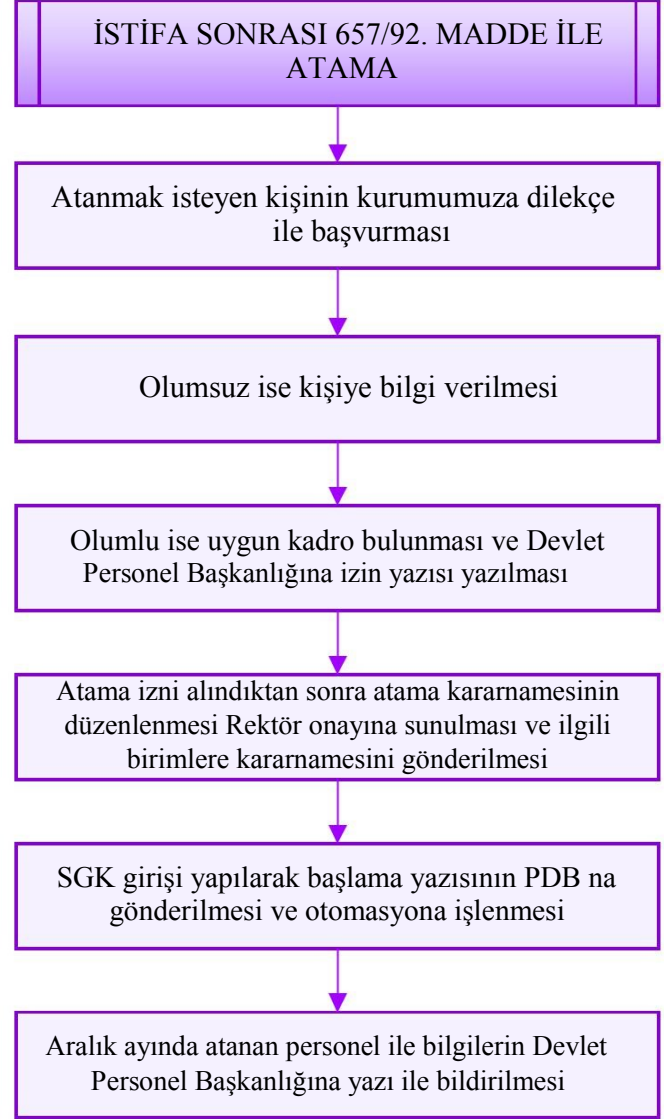 İSTİFA SONRASI 657/92. MADDE İLE
ATAMA
Atanmak isteyen kişinin kurumumuza dilekçe
ile başvurması
Olumsuz ise kişiye bilgi verilmesi
Olumlu ise uygun kadro bulunması ve Devlet
Personel Başkanlığına izin yazısı yazılması
Atama izni alındıktan sonra atama kararnamesinin
düzenlenmesi Rektör onayına sunulması ve ilgili
birimlere kararnamesini gönderilmesi
SGK girişi yapılarak başlama yazısının PDB na
gönderilmesi ve otomasyona işlenmesi
Aralık ayında atanan personel ile bilgilerin Devlet
Personel Başkanlığına yazı ile bildirilmesi